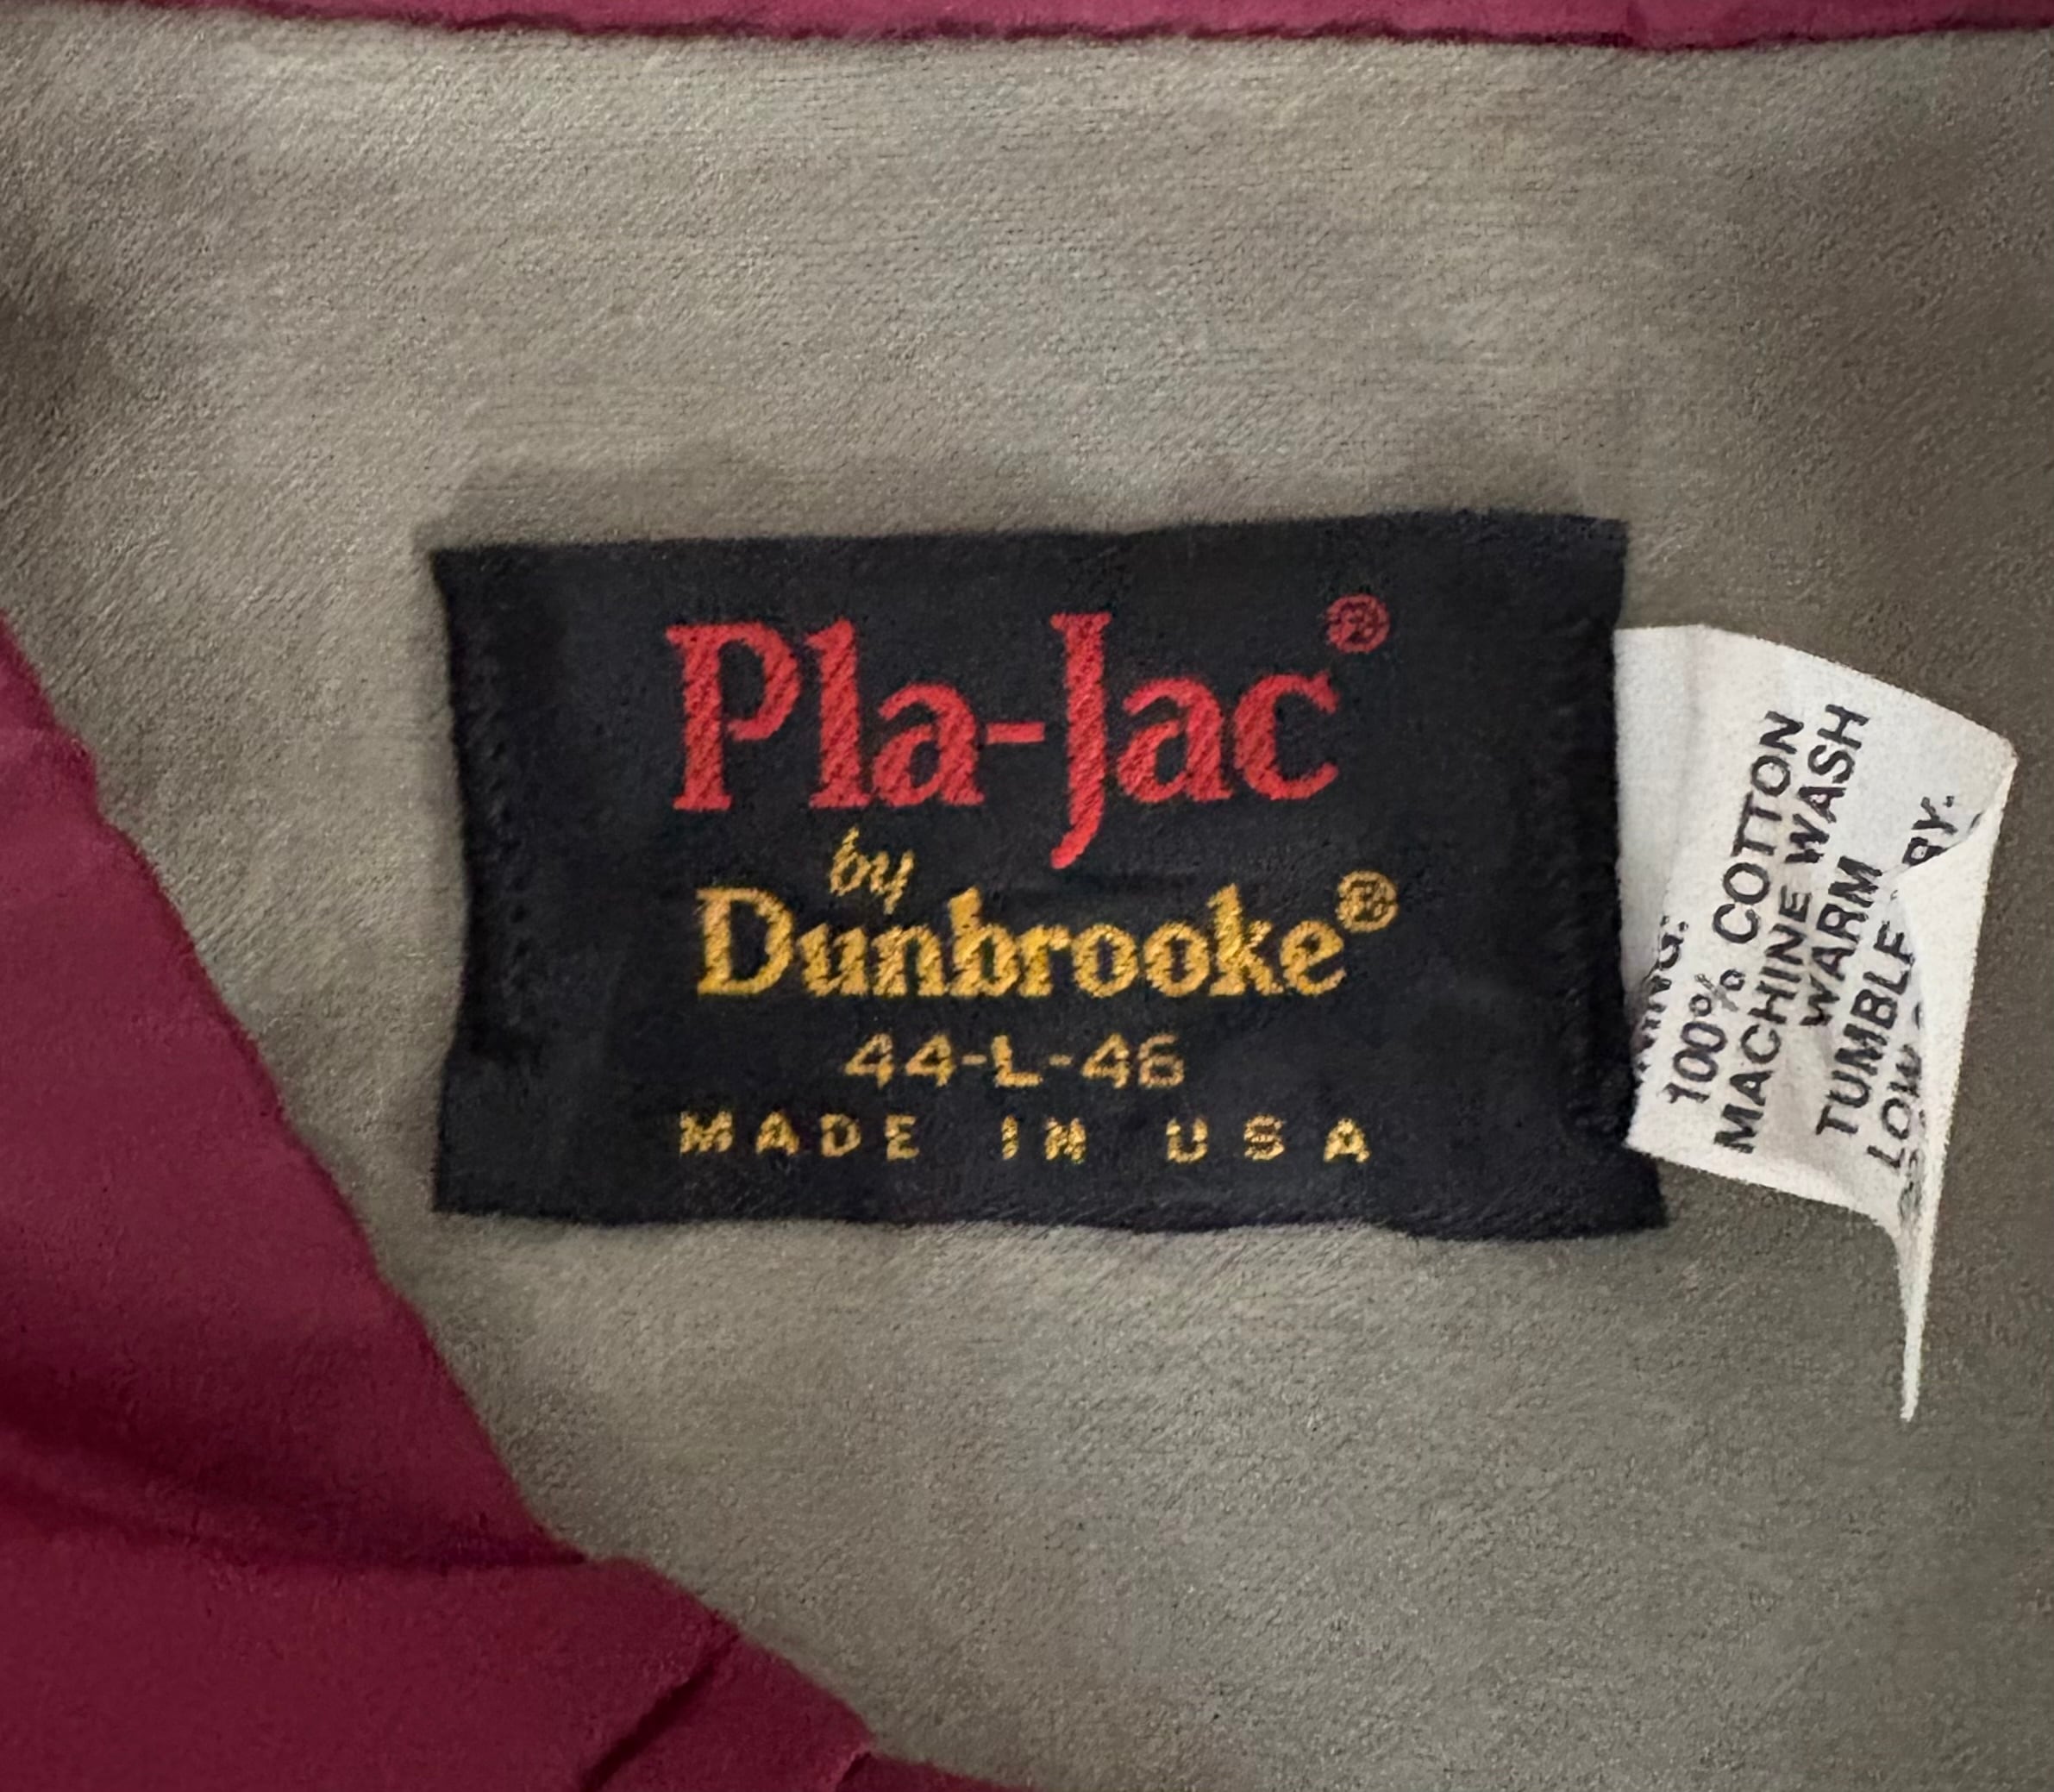 Pla-Jac®
by
Dunbrooke®
44-L-46
MADE IN USA
100% COTTON
MACHINE WASH
WARM
TUMBLE
LOW